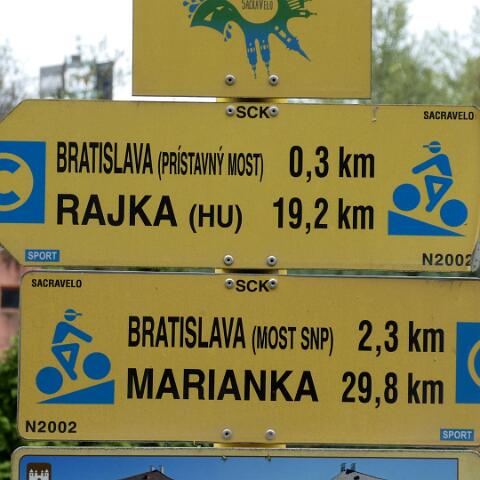 SACRAVELO
SCK
SACRAVELO
BRATISLAVA (PRÍSTAVNÝ MOST) 0,3 km
C
RAJKA (HU) 19,2 km
SPORT
N2002
SACRAVELO
SCK
BRATISLAVA (MOST SNP) 2,3 km
MARIANKA 29,8 km
N2002
SPORT